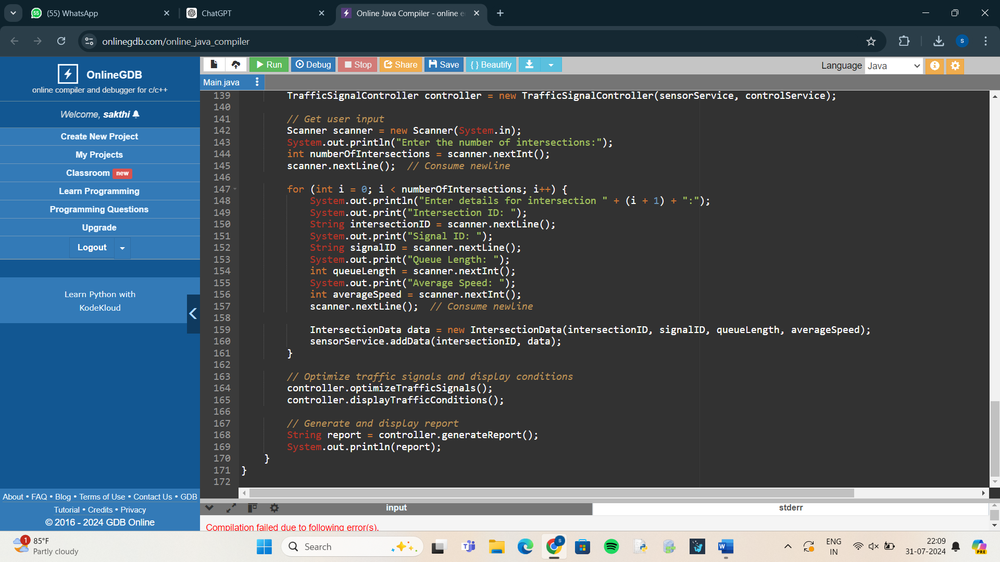 (55) WhatsApp
ChatGPT
Online Java Compiler - online e
onlinegdb.com/online_java_compiler
S
OnlineGDB
online compiler and debugger for c/c++
Welcome, sakthi
Create New Project
My Projects
Classroom new
Learn Programming
Programming Questions
Upgrade
Logout
Learn Python with
KodeKloud
About • FAQ • Blog • Terms of Use • Contact Us • GDB
Tutorial • Credits • Privacy
© 2016 - 2024 GDB Online
Run Debug Stop Share Save { } Beautify
Language Java
Main.java
139 TrafficSignalController controller = new TrafficSignalController(sensorService, controlService);
140
141 // Get user input
142 Scanner scanner = new Scanner(System.in);
143 System.out.println("Enter the number of intersections:");
144 int numberOfIntersections = scanner.nextInt();
145 scanner.nextLine();  // Consume newline
146
147 for (int i = 0; i < numberOfIntersections; i++) {
148 System.out.println("Enter details for intersection " + (i + 1) + ":");
149 System.out.print("Intersection ID: ");
150 String intersectionID = scanner.nextLine();
151 System.out.print("Signal ID: ");
152 String signalID = scanner.nextLine();
153 System.out.print("Queue Length: ");
154 int queueLength = scanner.nextInt();
155 System.out.print("Average Speed: ");
156 int averageSpeed = scanner.nextInt();
157 scanner.nextLine();  // Consume newline
158
159 IntersectionData data = new IntersectionData(intersectionID, signalID, queueLength, averageSpeed);
160 sensorService.addData(intersectionID, data);
161 }
162
163 // Optimize traffic signals and display conditions
164 controller.optimizeTrafficSignals();
165 controller.displayTrafficConditions();
166
167 // Generate and display report
168 String report = controller.generateReport();
169 System.out.println(report);
170 }
171 }
172
input
stderr
Compilation failed due to following error(s).
1
85°F
Partly cloudy
Search
ENG
IN
22:09
31-07-2024
PRE